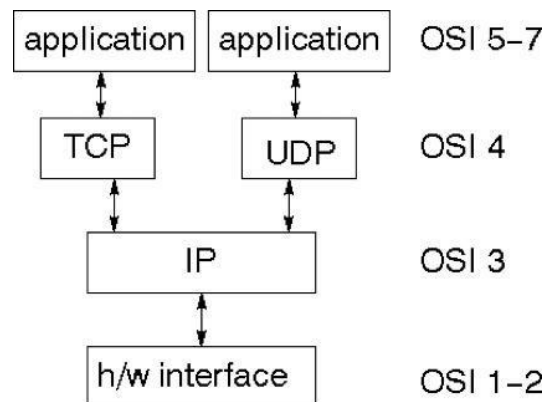 application application OSI 5-7
TCP UDP OSI 4
IP OSI 3
h/w interface OSI 1-2